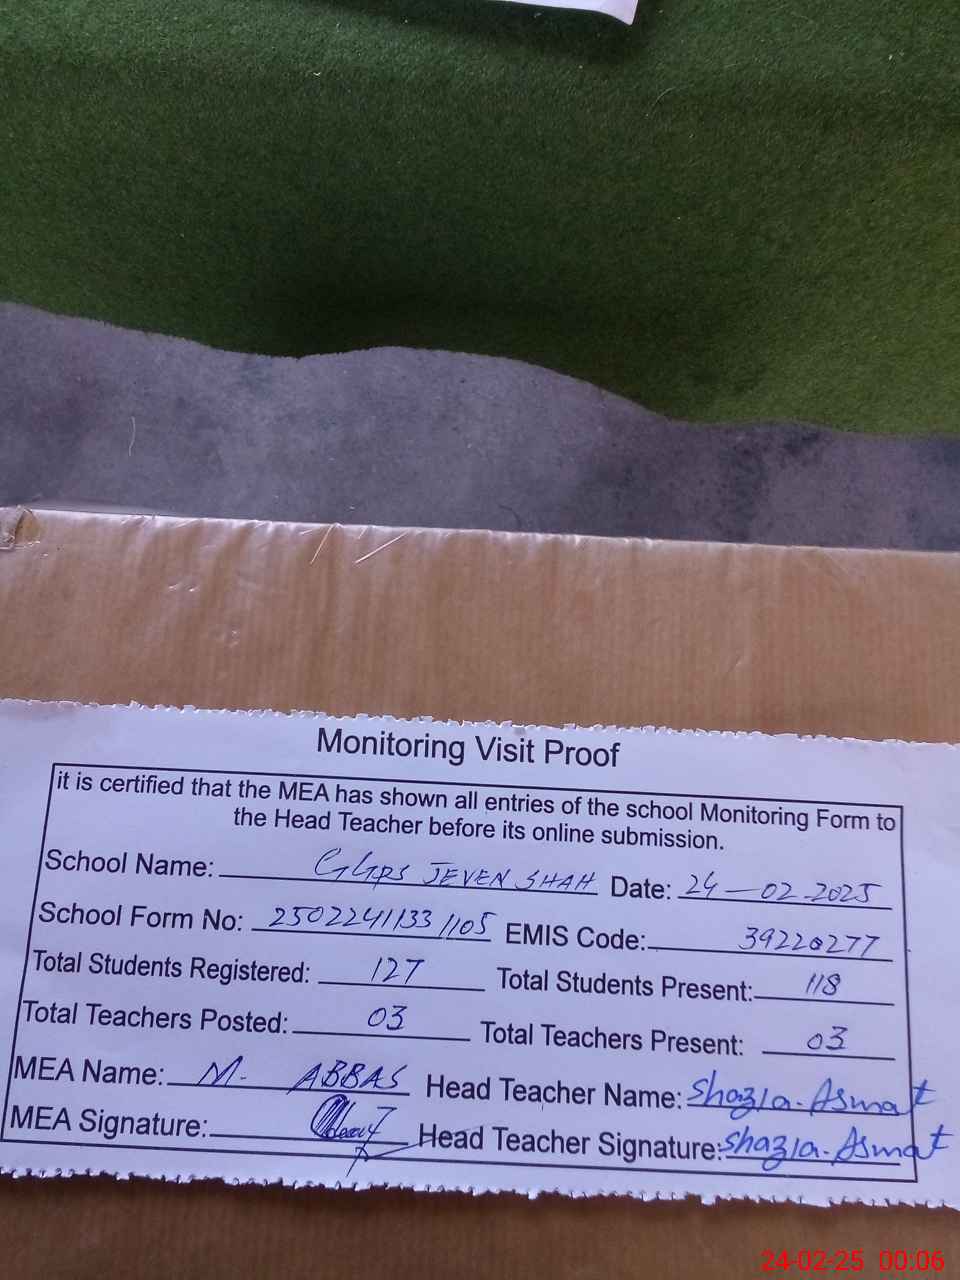 Monitoring Visit Proof
it is certified that the MEA has shown all entries of the school Monitoring Form to
the Head Teacher before its online submission.
School Name: GGPS JEVEN SHAH Date: 24-02-2025
School Form No: 25022411331105 EMIS Code: 39220277
Total Students Registered: 127 Total Students Present: 118
Total Teachers Posted: 03 Total Teachers Present: 03
MEA Name: M. ABBAS Head Teacher Name: Shazia. Asmat
MEA Signature: Head Teacher Signature: Shazia. Asmat
24-02-25 00:06